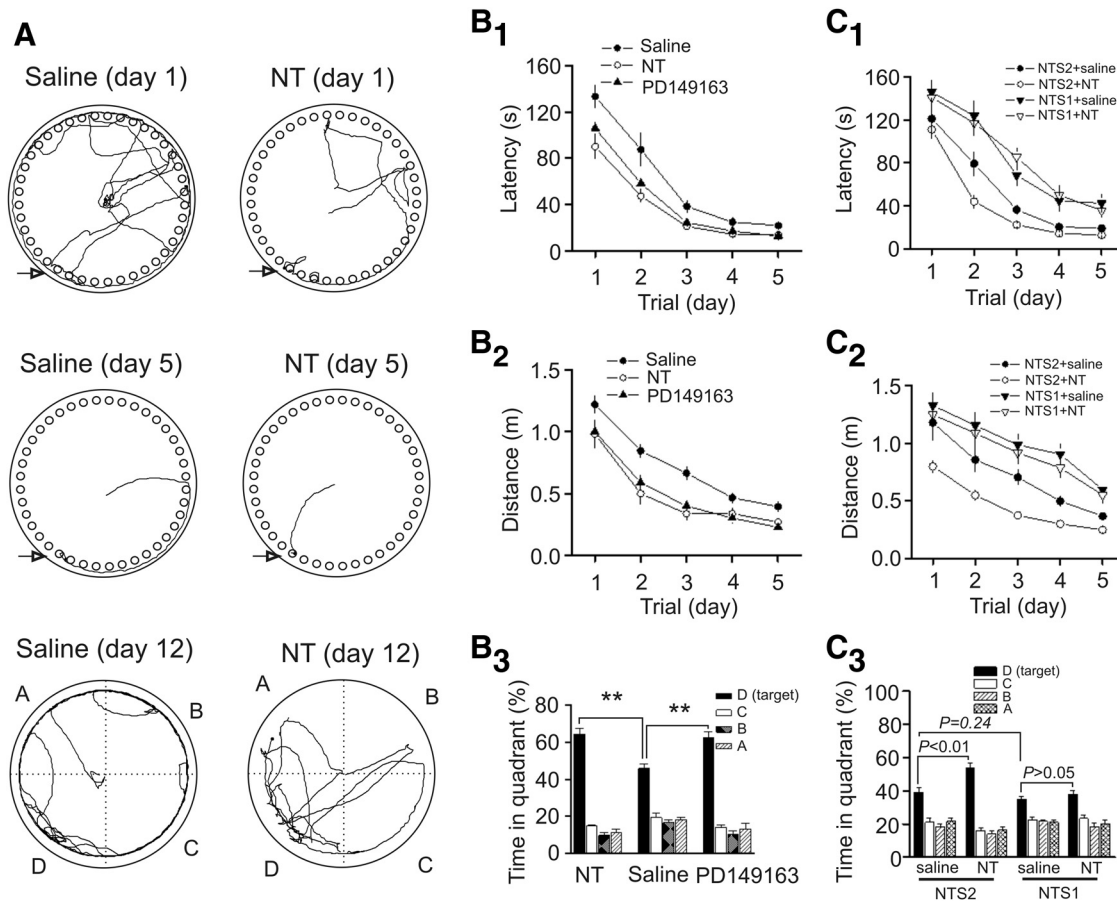 A
Saline (day 1)
NT (day 1)
Saline (day 5)
NT (day 5)
Saline (day 12)
NT (day 12)
A
B
D
C
A
B
D
C
B1
Saline
NT
PD149163
Latency (s)
160
120
80
40
0
1 2 3 4 5
Trial (day)
B2
Saline
NT
PD149163
Distance (m)
1.5
1.0
0.5
0.0
1 2 3 4 5
Trial (day)
B3
D (target)
C
B
A
Time in quadrant (%)
80
60
40
20
0
**
**
NT Saline PD149163
C1
NTS2+saline
NTS2+NT
NTS1+saline
NTS1+NT
Latency (s)
160
120
80
40
0
1 2 3 4 5
Trial (day)
C2
NTS2+saline
NTS2+NT
NTS1+saline
NTS1+NT
Distance (m)
1.5
1.0
0.5
0.0
1 2 3 4 5
Trial (day)
C3
D (target)
C
B
A
Time in quadrant (%)
100
80
60
40
20
0
P=0.24
P<0.01
P>0.05
saline NT saline NT
NTS2 NTS1